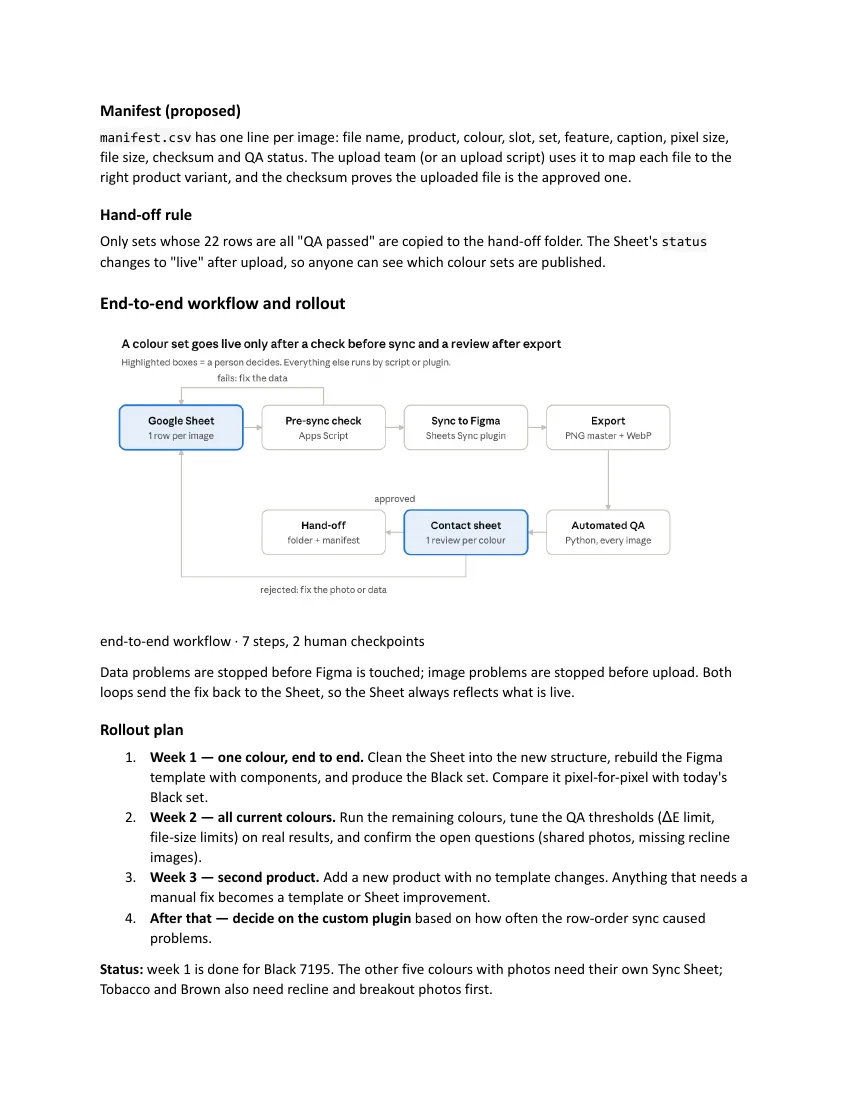 Manifest (proposed)
manifest.csv has one line per image: file name, product, colour, slot, set, feature, caption, pixel size,
file size, checksum and QA status. The upload team (or an upload script) uses it to map each file to the
right product variant, and the checksum proves the uploaded file is the approved one.
Hand-off rule
Only sets whose 22 rows are all "QA passed" are copied to the hand-off folder. The Sheet's status
changes to "live" after upload, so anyone can see which colour sets are published.
End-to-end workflow and rollout
A colour set goes live only after a check before sync and a review after export
Highlighted boxes = a person decides. Everything else runs by script or plugin.
fails: fix the data
Google Sheet
1 row per image
Pre-sync check
Apps Script
Sync to Figma
Sheets Sync plugin
Export
PNG master + WebP
approved
Hand-off
folder + manifest
Contact sheet
1 review per colour
Automated QA
Python, every image
rejected: fix the photo or data
end-to-end workflow · 7 steps, 2 human checkpoints
Data problems are stopped before Figma is touched; image problems are stopped before upload. Both
loops send the fix back to the Sheet, so the Sheet always reflects what is live.
Rollout plan
1. Week 1 — one colour, end to end. Clean the Sheet into the new structure, rebuild the Figma
template with components, and produce the Black set. Compare it pixel-for-pixel with today's
Black set.
2. Week 2 — all current colours. Run the remaining colours, tune the QA thresholds (ΔE limit,
file-size limits) on real results, and confirm the open questions (shared photos, missing recline
images).
3. Week 3 — second product. Add a new product with no template changes. Anything that needs a
manual fix becomes a template or Sheet improvement.
4. After that — decide on the custom plugin based on how often the row-order sync caused
problems.
Status: week 1 is done for Black 7195. The other five colours with photos need their own Sync Sheet;
Tobacco and Brown also need recline and breakout photos first.